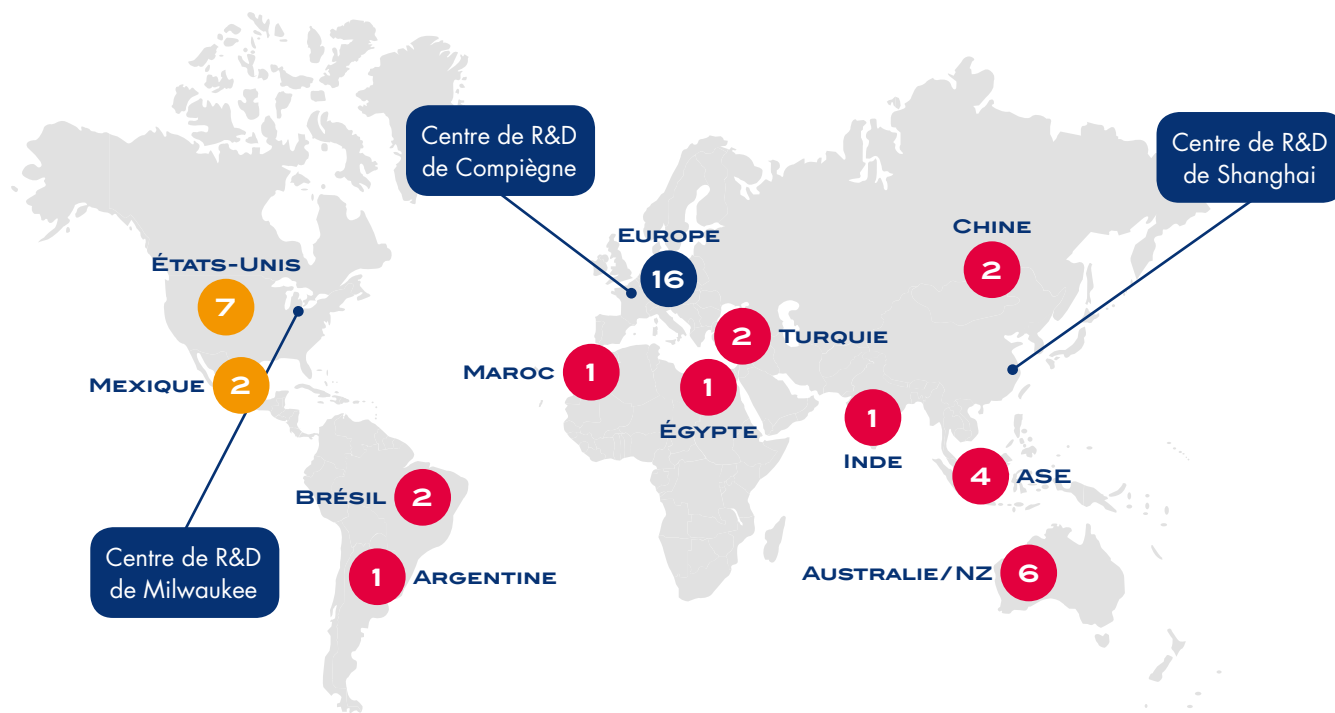 Centre de R&D
de Compiègne
Centre de R&D
de Shanghai
EUROPE
16
CHINE
2
ÉTATS-UNIS
7
2
TURQUIE
MAROC
1
1
ÉGYPTE
MEXIQUE
2
1
INDE
4
ASE
BRÉSIL
2
Centre de R&D
de Milwaukee
1
ARGENTINE
AUSTRALIE/NZ
6